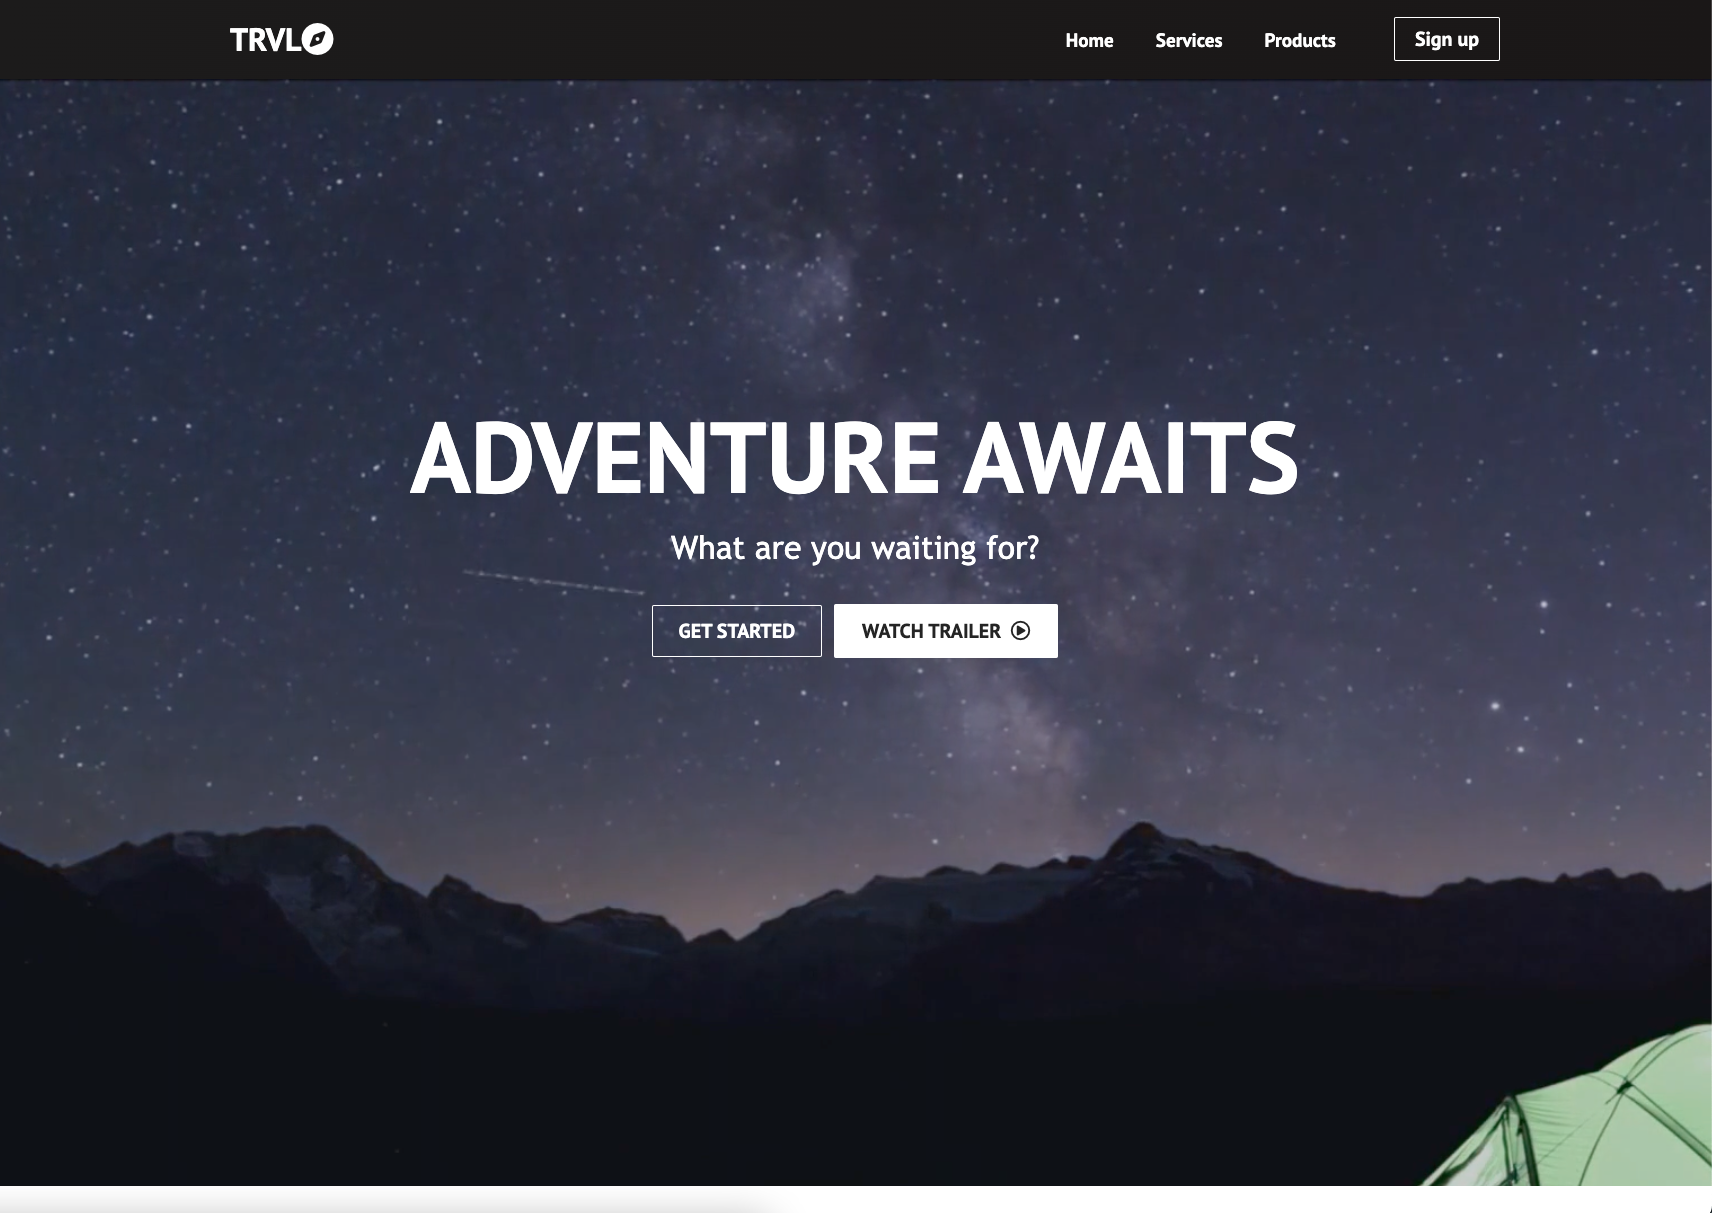 TRVL
Home Services Products Sign up
ADVENTURE AWAITS
What are you waiting for?
GET STARTED WATCH TRAILER